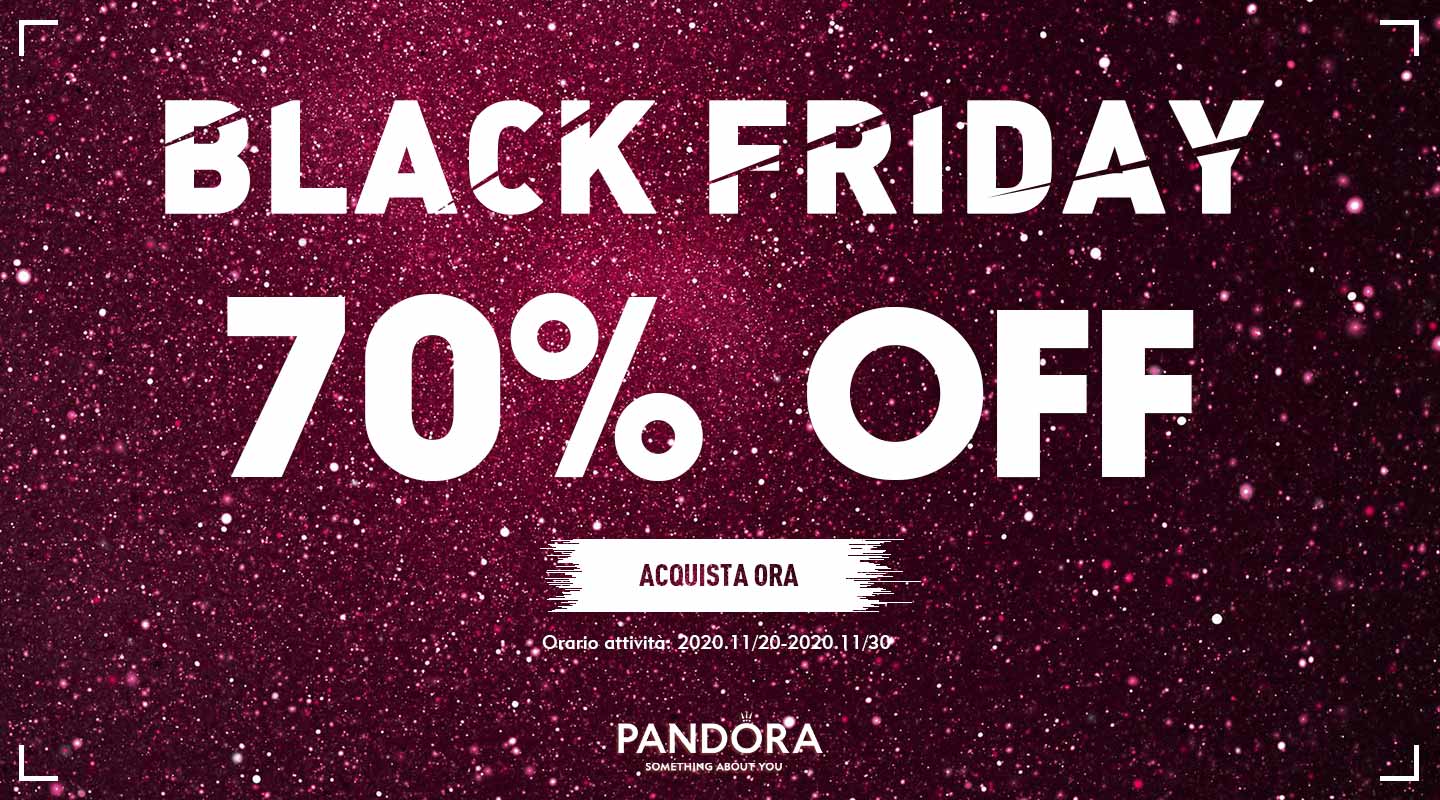 BLACK FRIDAY
70% OFF
ACQUISTA ORA
Orario attività: 2020.11/20-2020.11/30
PANDORA
SOMETHING ABOUT YOU